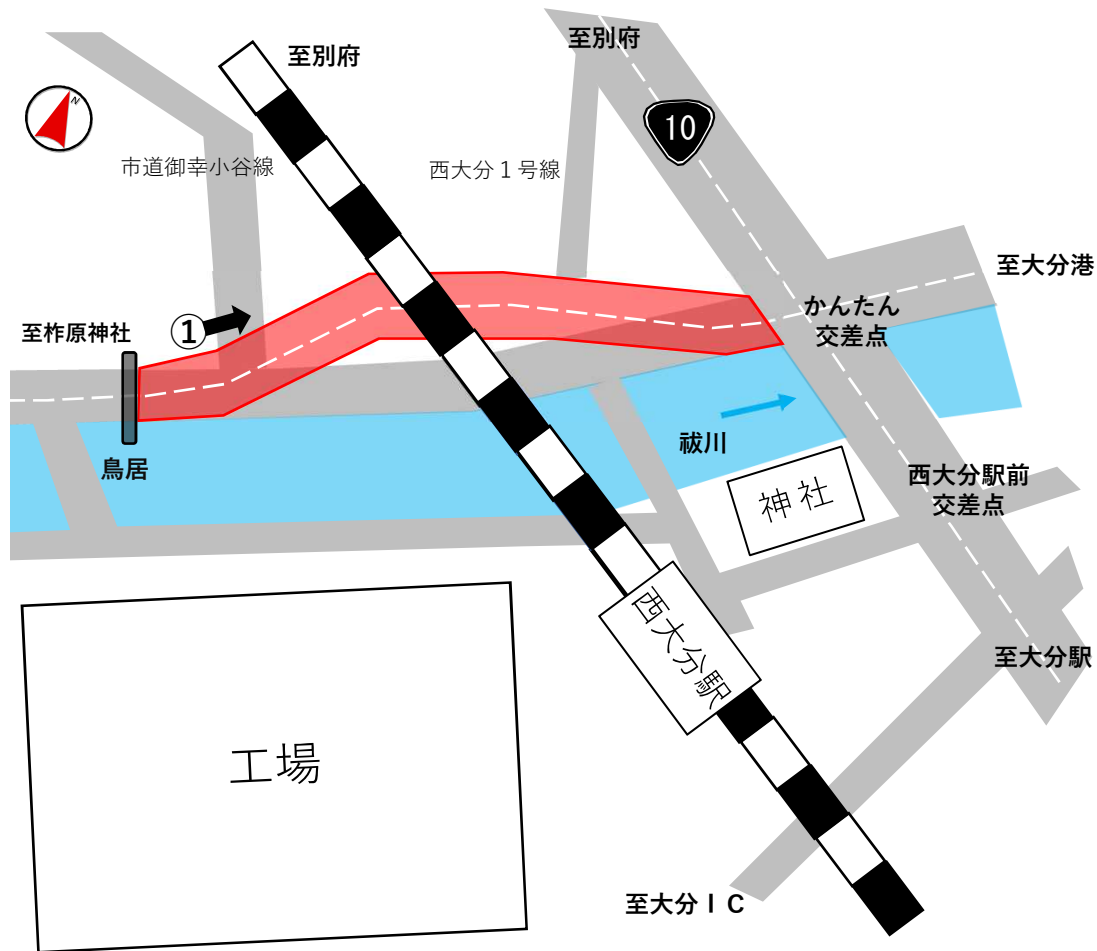 至別府
至別府
N
10
市道御幸小谷線
西大分1号線
至大分港
かんたん
交差点
①
至柞原神社
鳥居
祓川
西大分駅前
交差点
神社
西大分駅
至大分駅
工場
至大分ⅠC